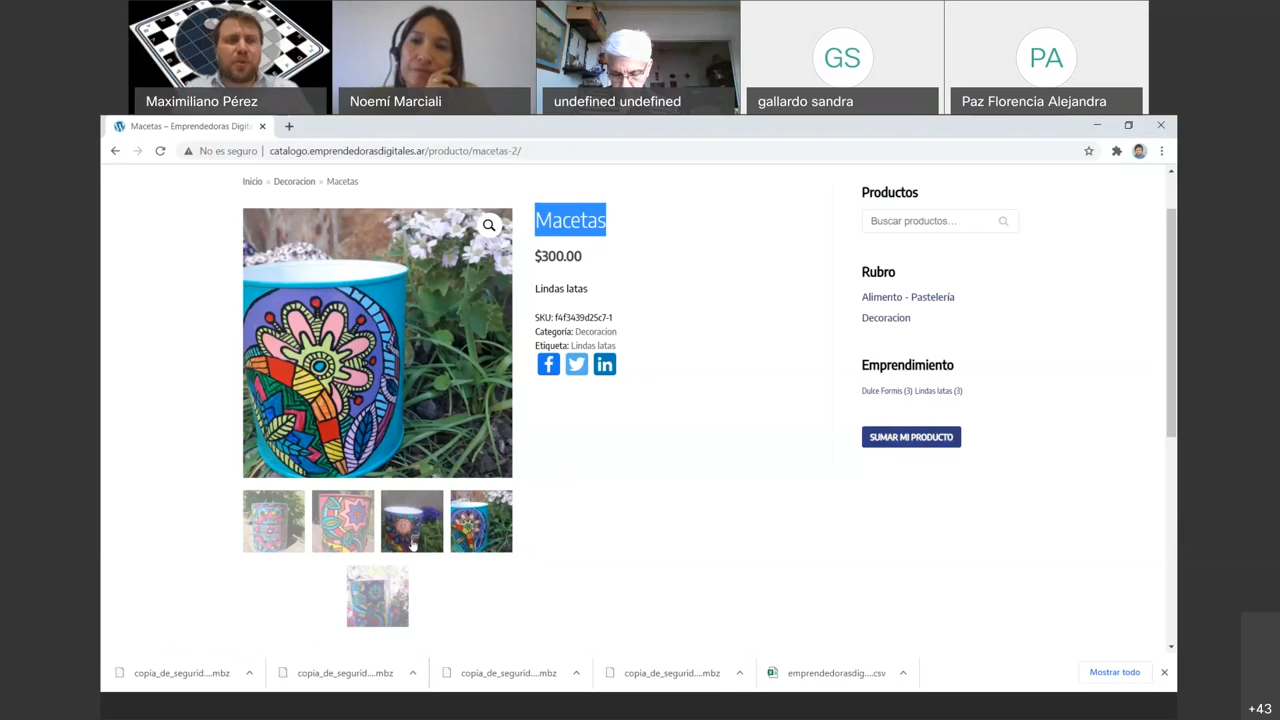 GS
PA
Maximiliano Pérez
Noemí Marciali
undefined undefined
gallardo sandra
Paz Florencia Alejandra
Macetas – Emprendedoras Digita
No es seguro
catalogo.emprendedorasdigitales.ar/producto/macetas-2/
Inicio » Decoracion » Macetas
Macetas
$300.00
Lindas latas
SKU: f4f3439d25c7-1
Categoría: Decoracion
Etiqueta: Lindas latas
Productos
Buscar productos…
Rubro
Alimento - Pastelería
Decoracion
Emprendimiento
Dulce Formis (3) Lindas latas (3)
SUMAR MI PRODUCTO
copia_de_segurid....mbz
copia_de_segurid....mbz
copia_de_segurid....mbz
copia_de_segurid....mbz
emprendedorasdig....csv
Mostrar todo
+43